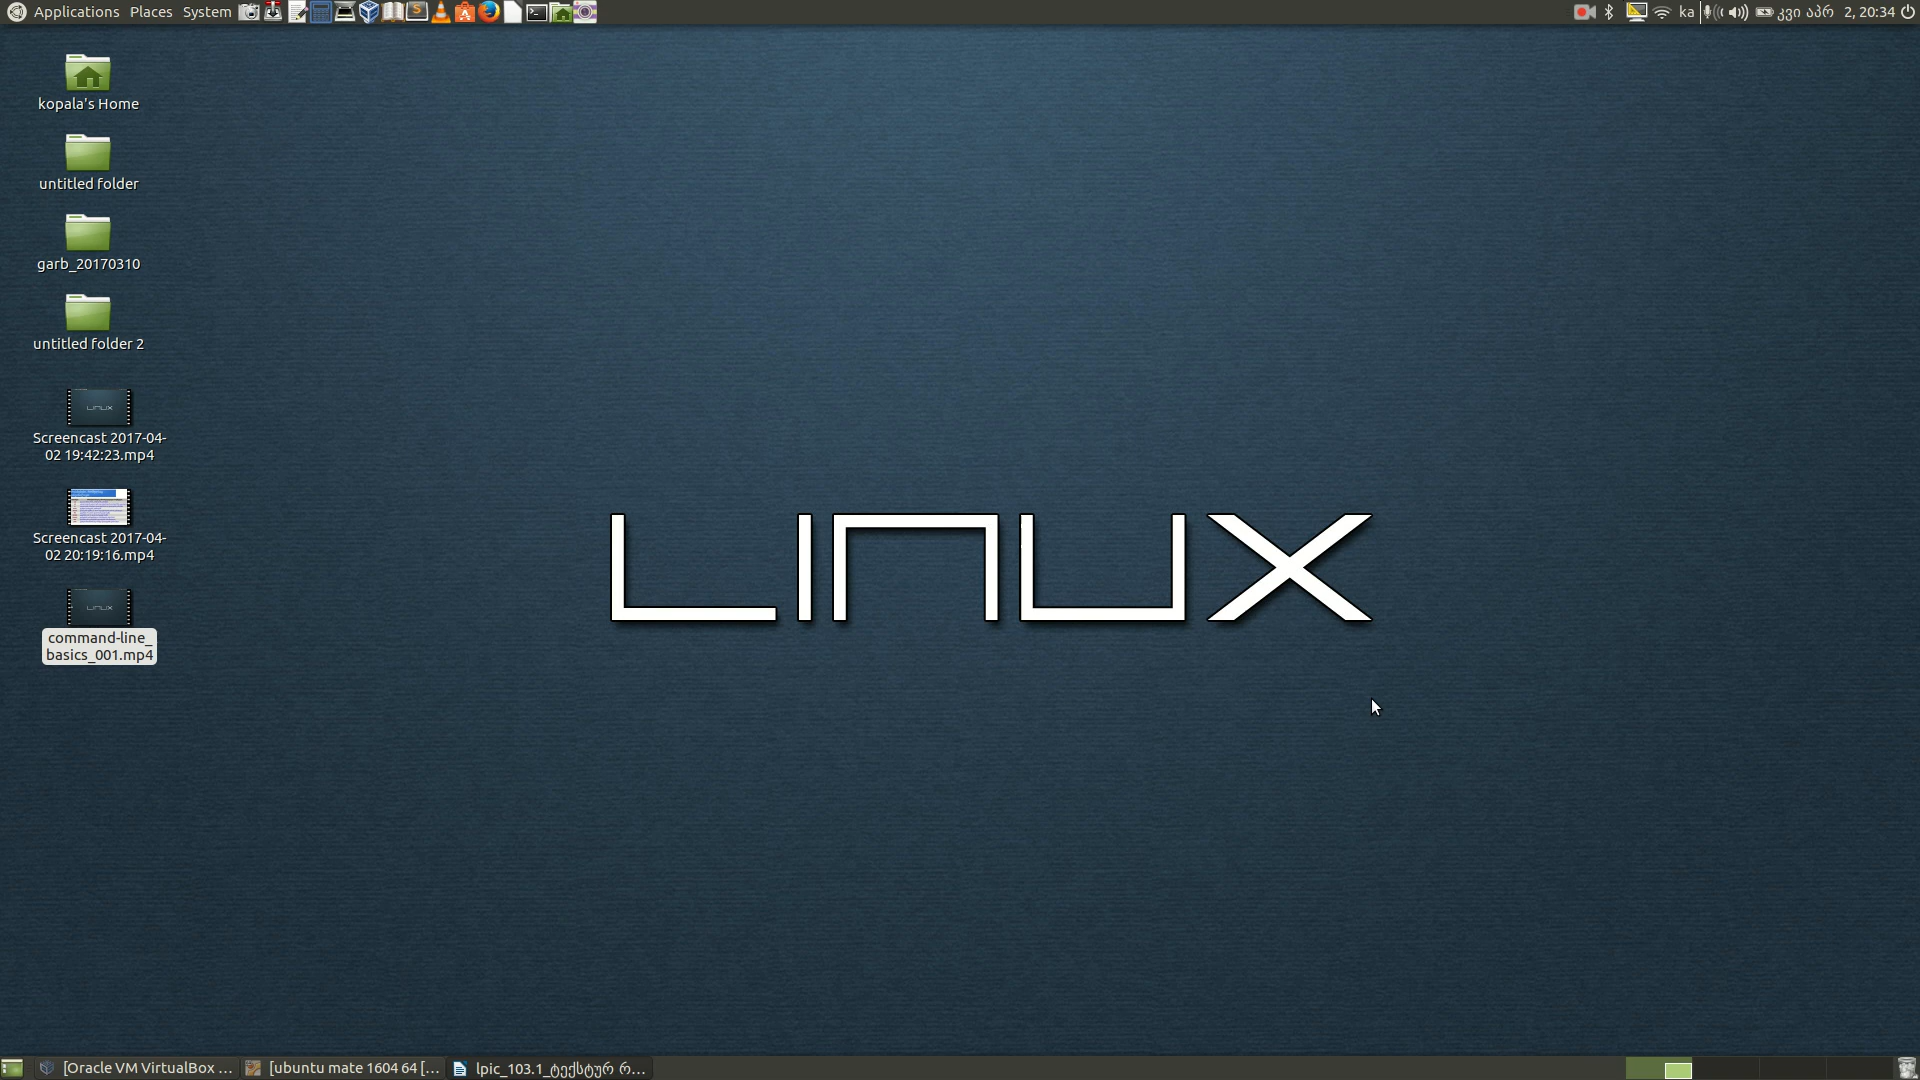 Applications Places System
ka
კვი აპრ 2, 20:34
kopala's Home
untitled folder
garb_20170310
untitled folder 2
Screencast 2017-04-
02 19:42:23.mp4
Screencast 2017-04-
02 20:19:16.mp4
command-line_
basics_001.mp4
LINUX
[Oracle VM VirtualBox ...
[ubuntu mate 1604 64 [...
lpic_103.1_ტექსტურ რ...